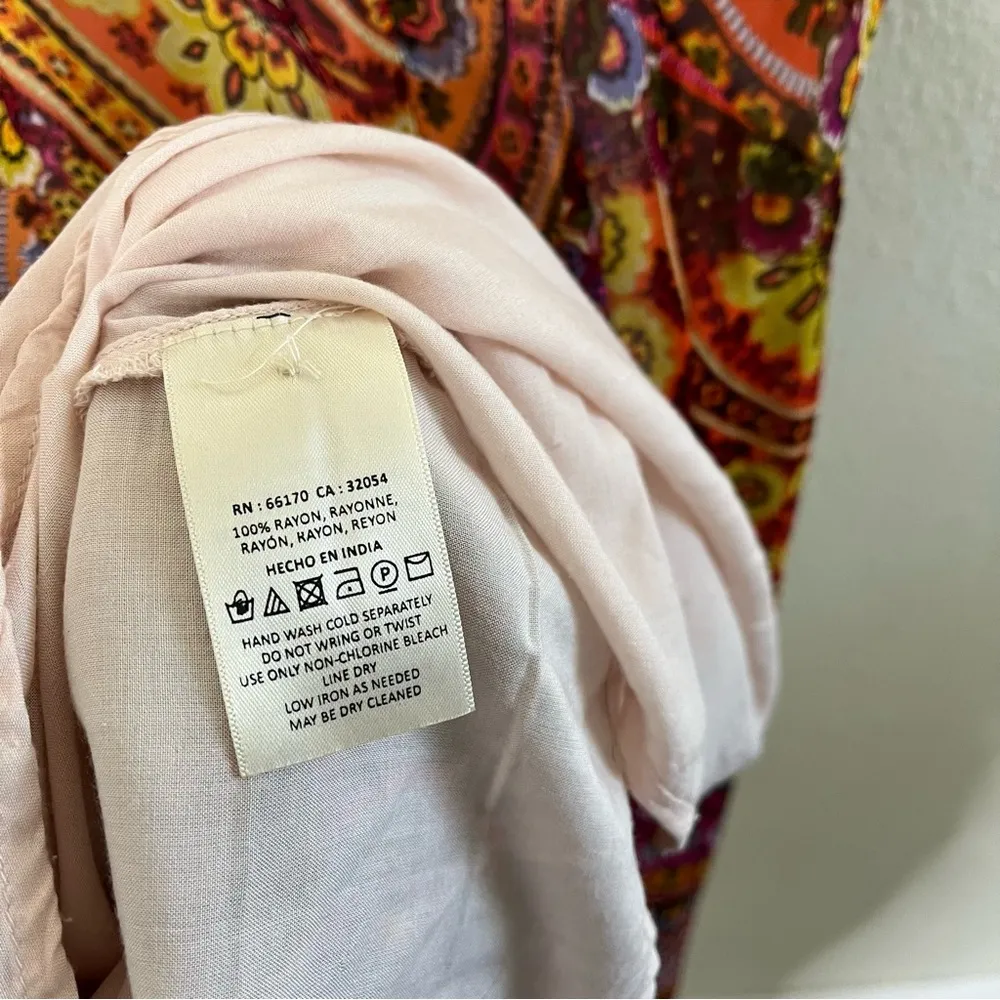 RN : 66170 CA : 32054
100% RAYON, RAYONNE,
RAYÓN, RAYON, REYON
HECHO EN INDIA
P
HAND WASH COLD SEPARATELY
DO NOT WRING OR TWIST
USE ONLY NON-CHLORINE BLEACH
LINE DRY
LOW IRON AS NEEDED
MAY BE DRY CLEANED